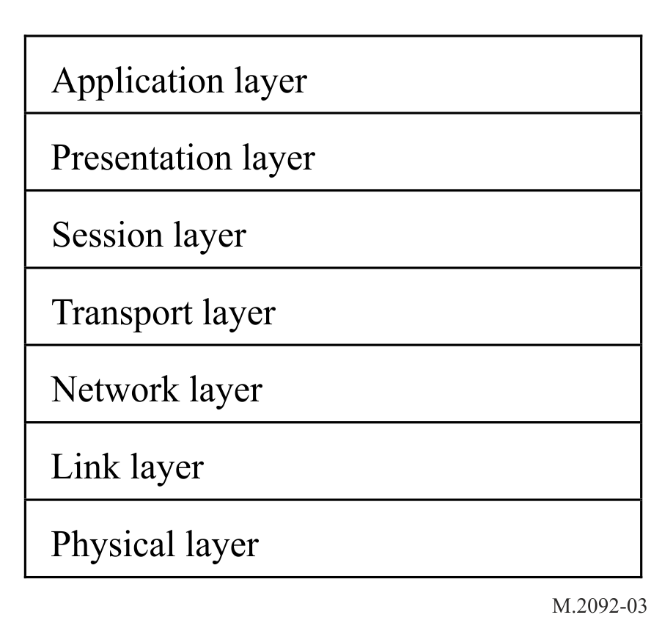 Application layer
Presentation layer
Session layer
Transport layer
Network layer
Link layer
Physical layer
M.2092-03